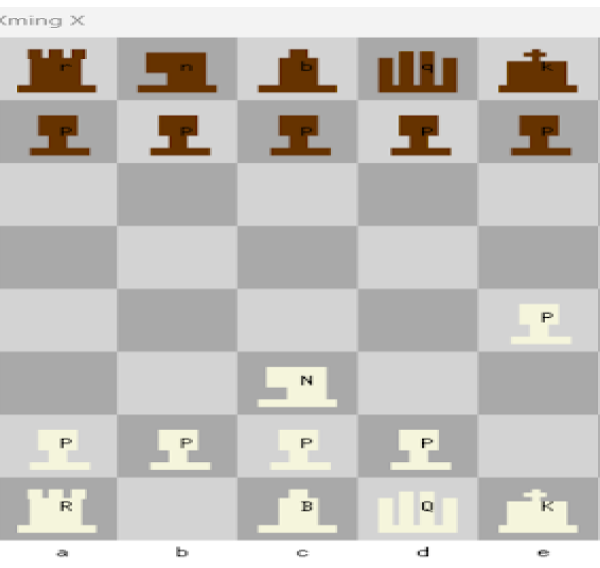 Xming X
r n b q k
P P P P P
P
N
P P P P
R B Q K
a b c d e